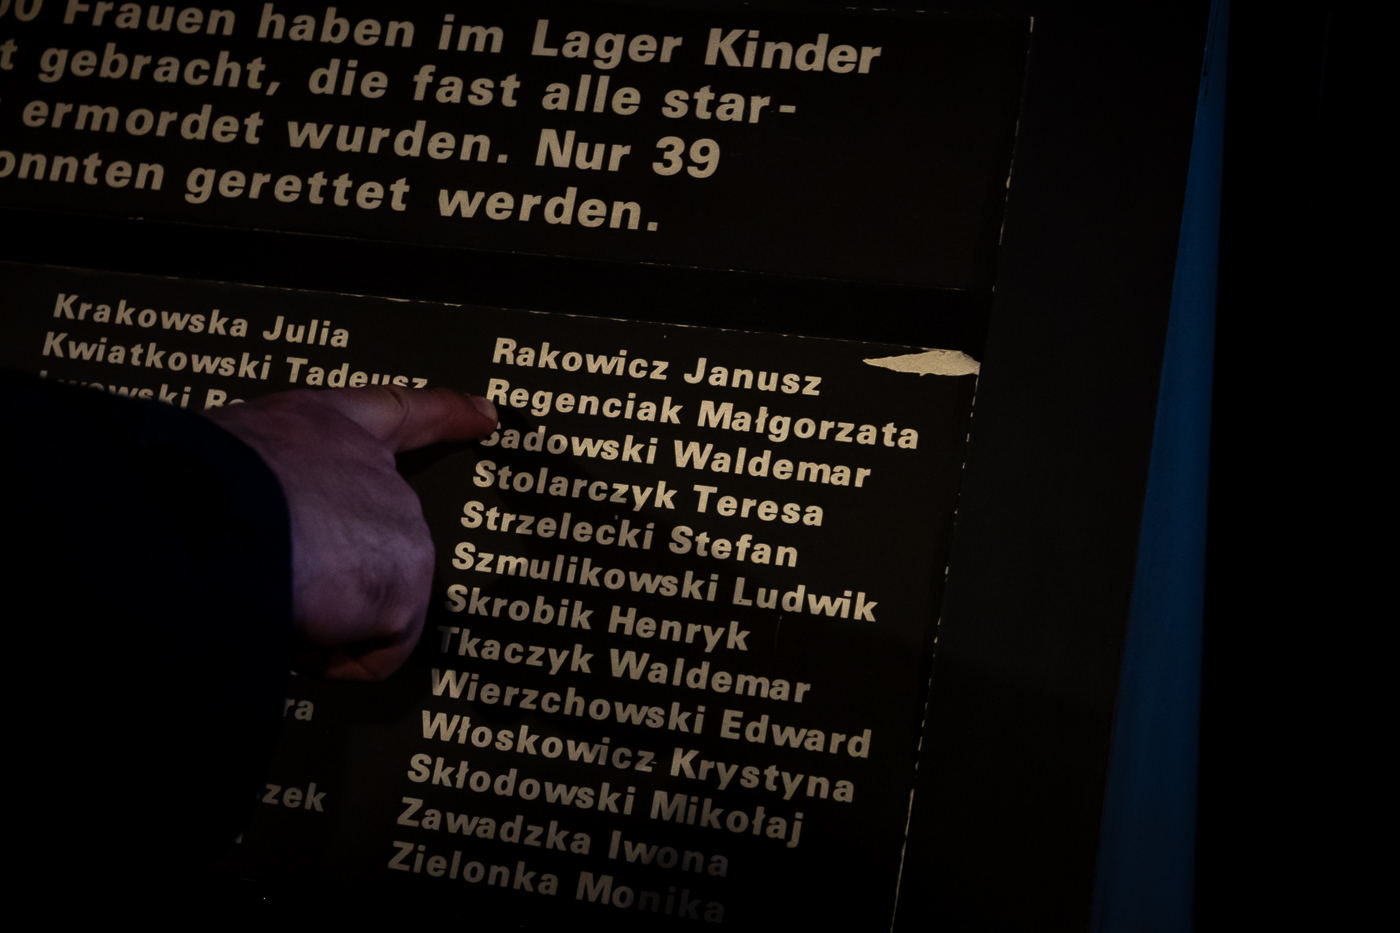 00 Frauen haben im Lager Kinder
t gebracht, die fast alle star-
ermordet wurden. Nur 39
onnten gerettet werden.
Krakowska Julia
Kwiatkowski Tadeusz
Rakowicz Janusz
Regenciak Małgorzata
Sadowski Waldemar
Stolarczyk Teresa
Strzelecki Stefan
Szmulikowski Ludwik
Skrobik Henryk
Tkaczyk Waldemar
Wierzchowski Edward
Włoskowicz Krystyna
Skłodowski Mikołaj
Zawadzka Iwona
Zielonka Monika